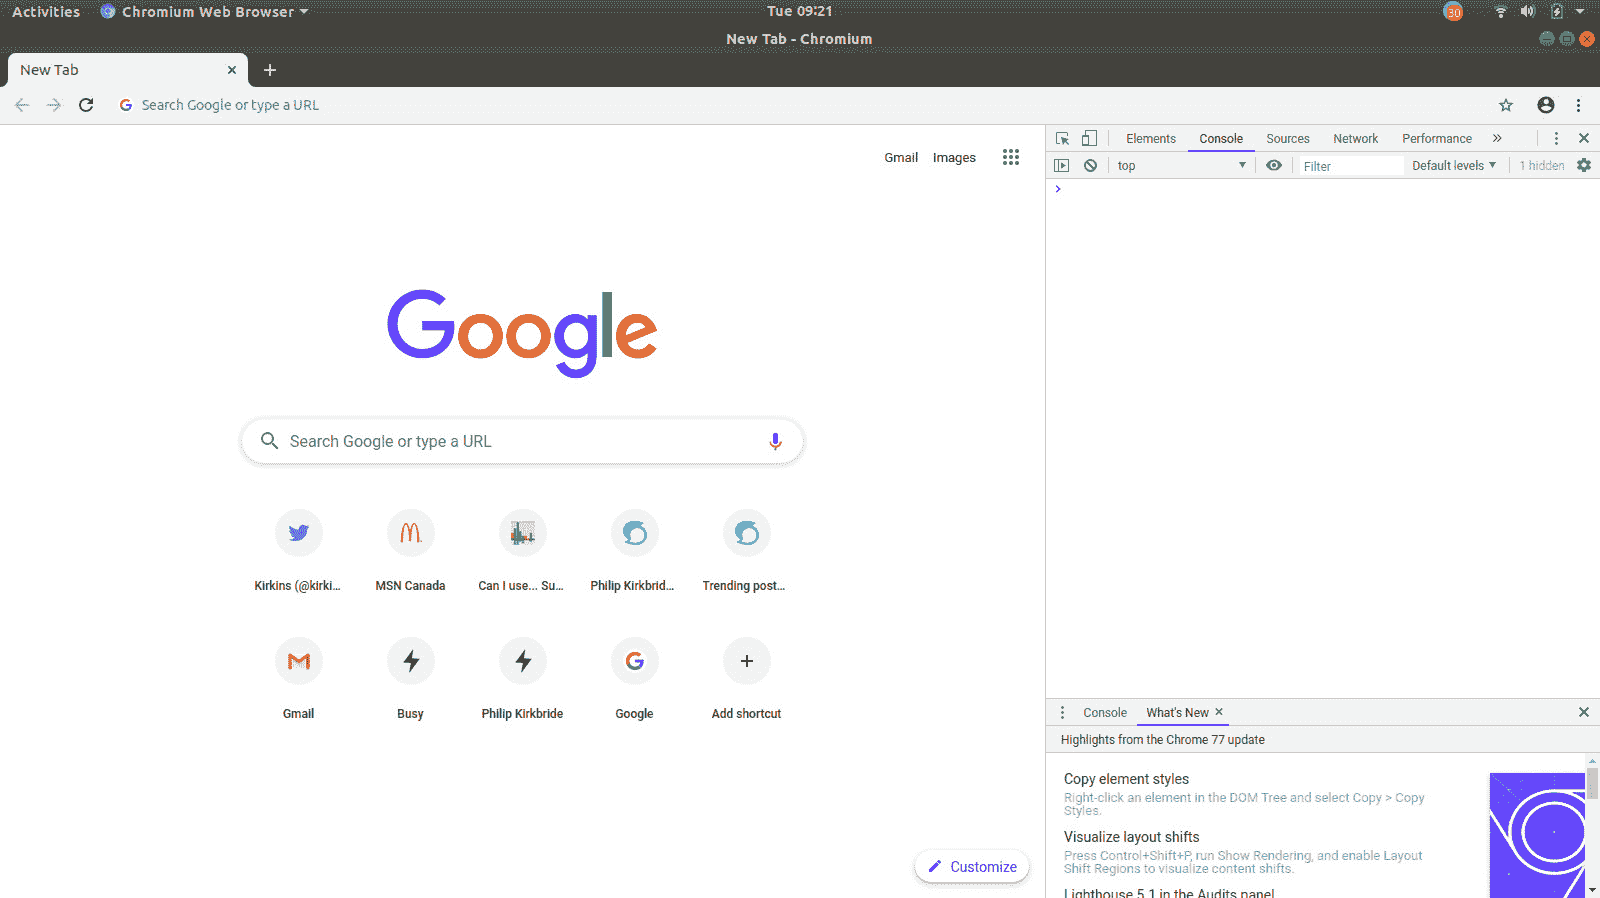 Activities Chromium Web Browser Tue 09:21 30
New Tab - Chromium
New Tab
Search Google or type a URL
Gmail Images
Elements Console Sources Network Performance
top Filter Default levels 1 hidden
Google
Search Google or type a URL
Kirkins (@kirki... MSN Canada Can I use... Su... Philip Kirkbrid... Trending post...
Gmail Busy Philip Kirkbride Google Add shortcut
Customize
Console What's New
Highlights from the Chrome 77 update
Copy element styles
Right-click an element in the DOM Tree and select Copy > Copy
Styles.
Visualize layout shifts
Press Control+Shift+P, run Show Rendering, and enable Layout
Shift Regions to visualize content shifts.
Lighthouse 5.1 in the Audits panel